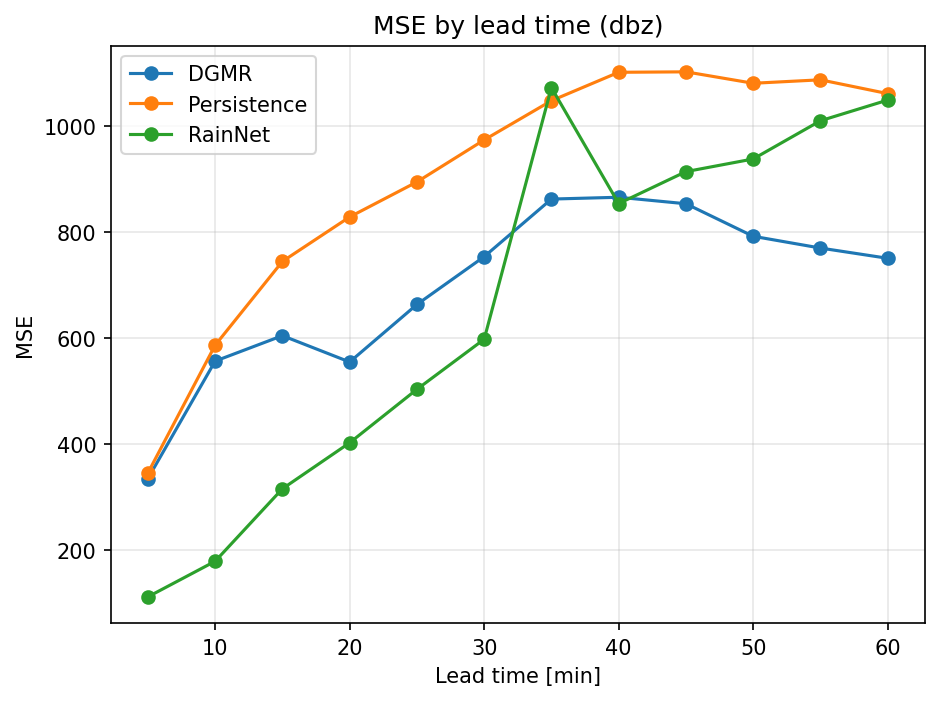 MSE by lead time (dbz)
DGMR
Persistence
RainNet
MSE
1000
800
600
400
200
10 20 30 40 50 60
Lead time [min]